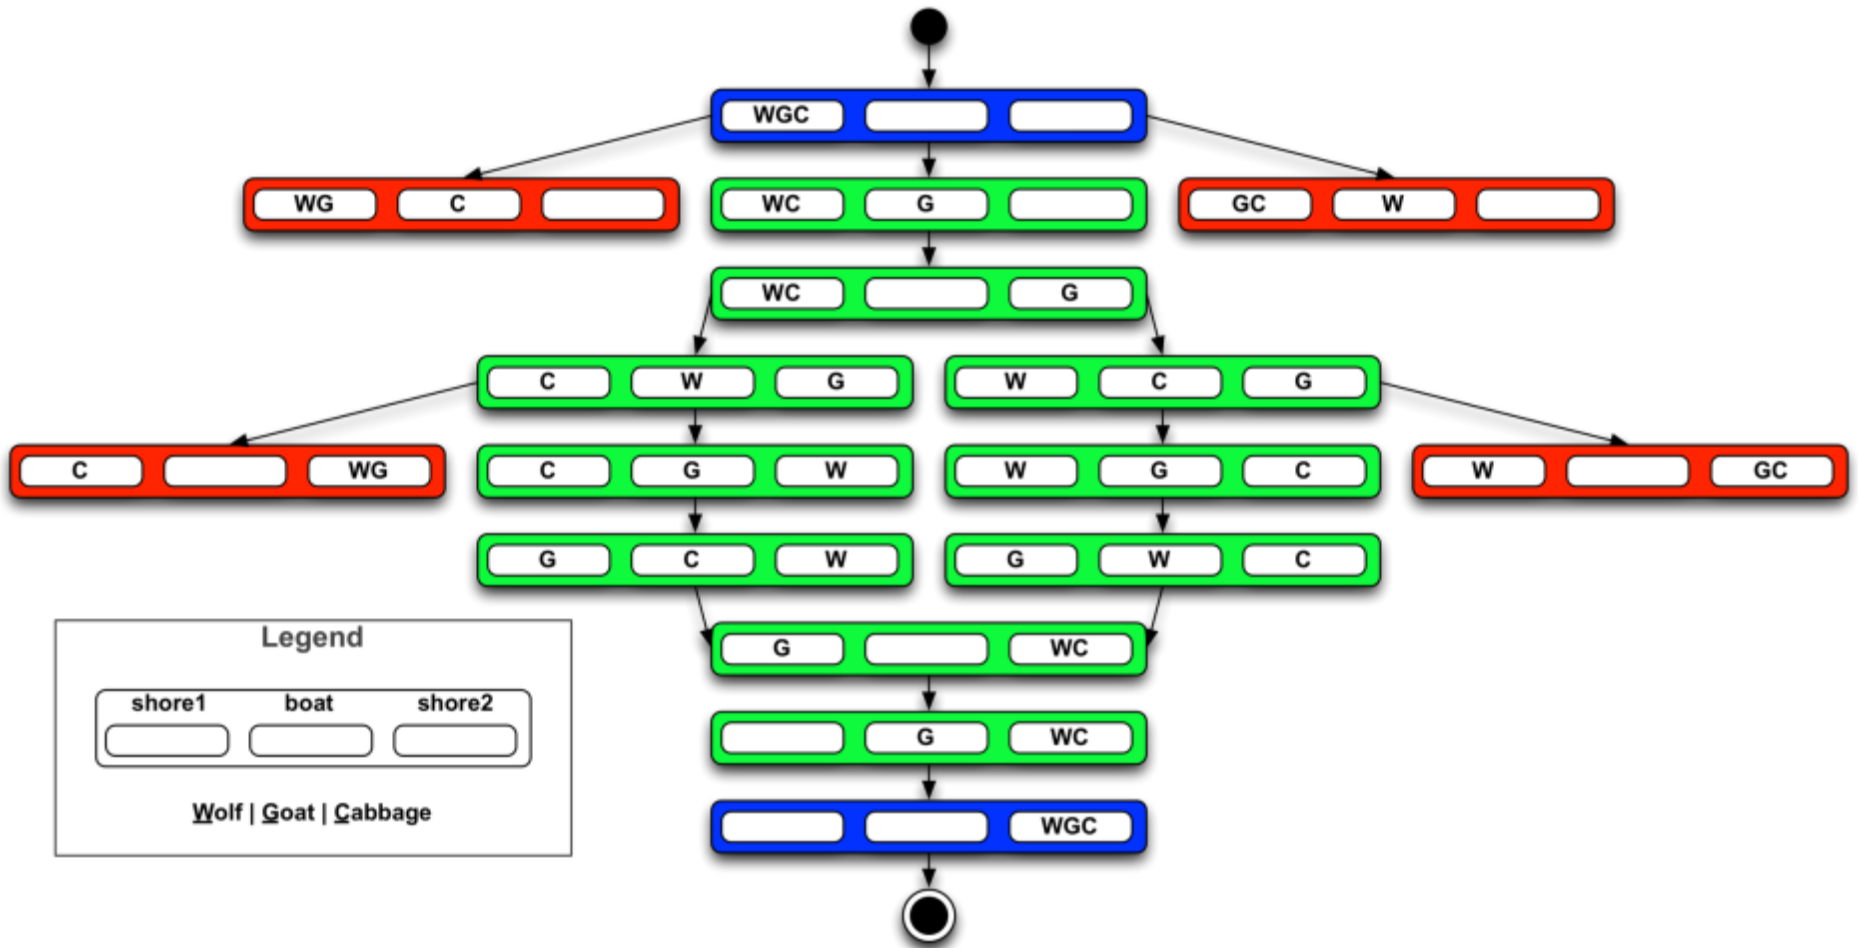 WGC
WG C
WC G
GC W
WC G
C W G
W C G
C WG
C G W
W G C
W GC
G C W
G W C
G WC
G WC
WGC
Legend
shore1 boat shore2
Wolf | Goat | Cabbage